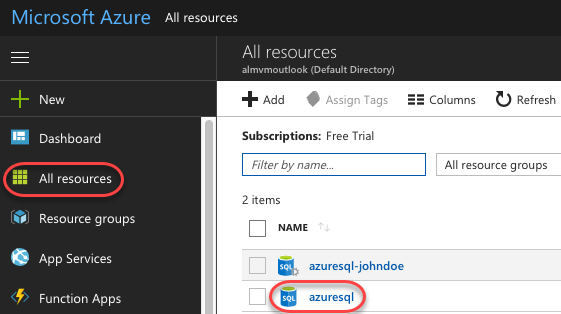 Microsoft Azure All resources
All resources
almvmoutlook (Default Directory)
New
Add Assign Tags Columns Refresh
Dashboard
Subscriptions: Free Trial
All resources
Filter by name... All resource groups
2 items
Resource groups
NAME
App Services
SQL azuresql-johndoe
Function Apps
SQL azuresql